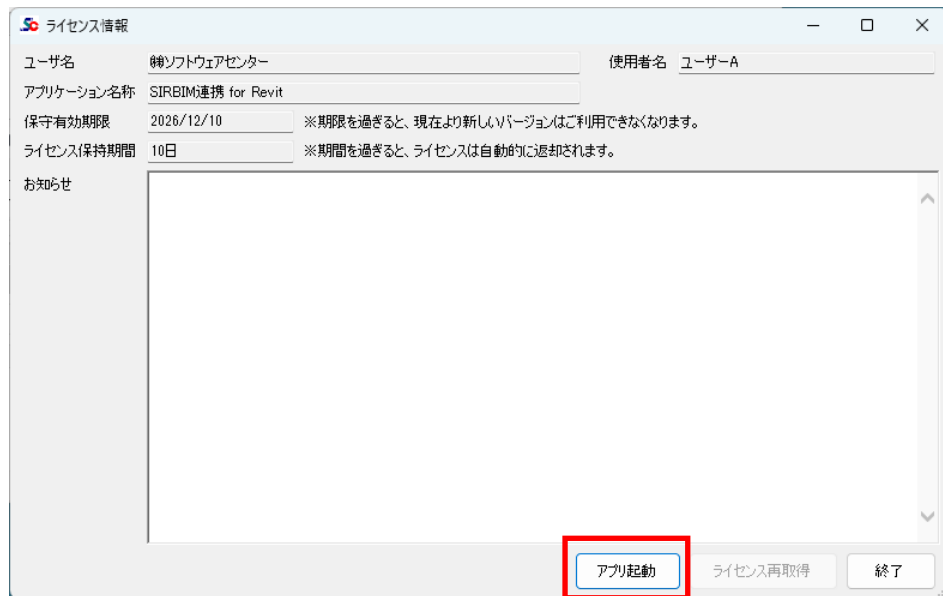 Sc ライセンス情報
ユーザ名 ㈱ソフトウェアセンター 使用者名 ユーザーA
アプリケーション名称 SIRBIM連携 for Revit
保守有効期限 2026/12/10 ※期限を過ぎると、現在より新しいバージョンはご利用できなくなります。
ライセンス保持期間 10日 ※期間を過ぎると、ライセンスは自動的に返却されます。
お知らせ
アプリ起動 ライセンス再取得 終了